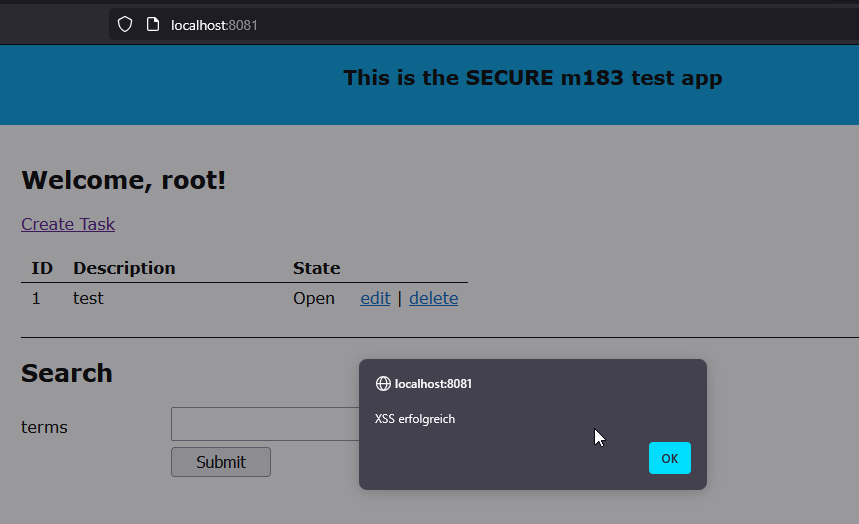 localhost:8081
This is the SECURE m183 test app
Welcome, root!
Create Task
ID Description State
1 test Open edit | delete
Search
localhost:8081
XSS erfolgreich
terms
OK
Submit